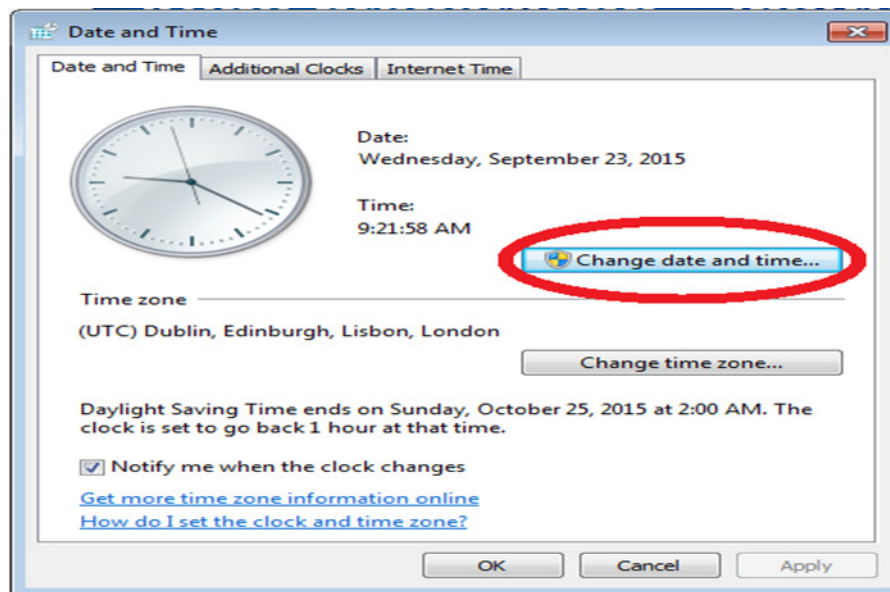 Date and Time
Date and Time
Additional Clocks
Internet Time
Date:
Wednesday, September 23, 2015
Time:
9:21:58 AM
Change date and time...
Time zone
(UTC) Dublin, Edinburgh, Lisbon, London
Change time zone...
Daylight Saving Time ends on Sunday, October 25, 2015 at 2:00 AM. The
clock is set to go back 1 hour at that time.
Notify me when the clock changes
Get more time zone information online
How do I set the clock and time zone?
OK
Cancel
Apply